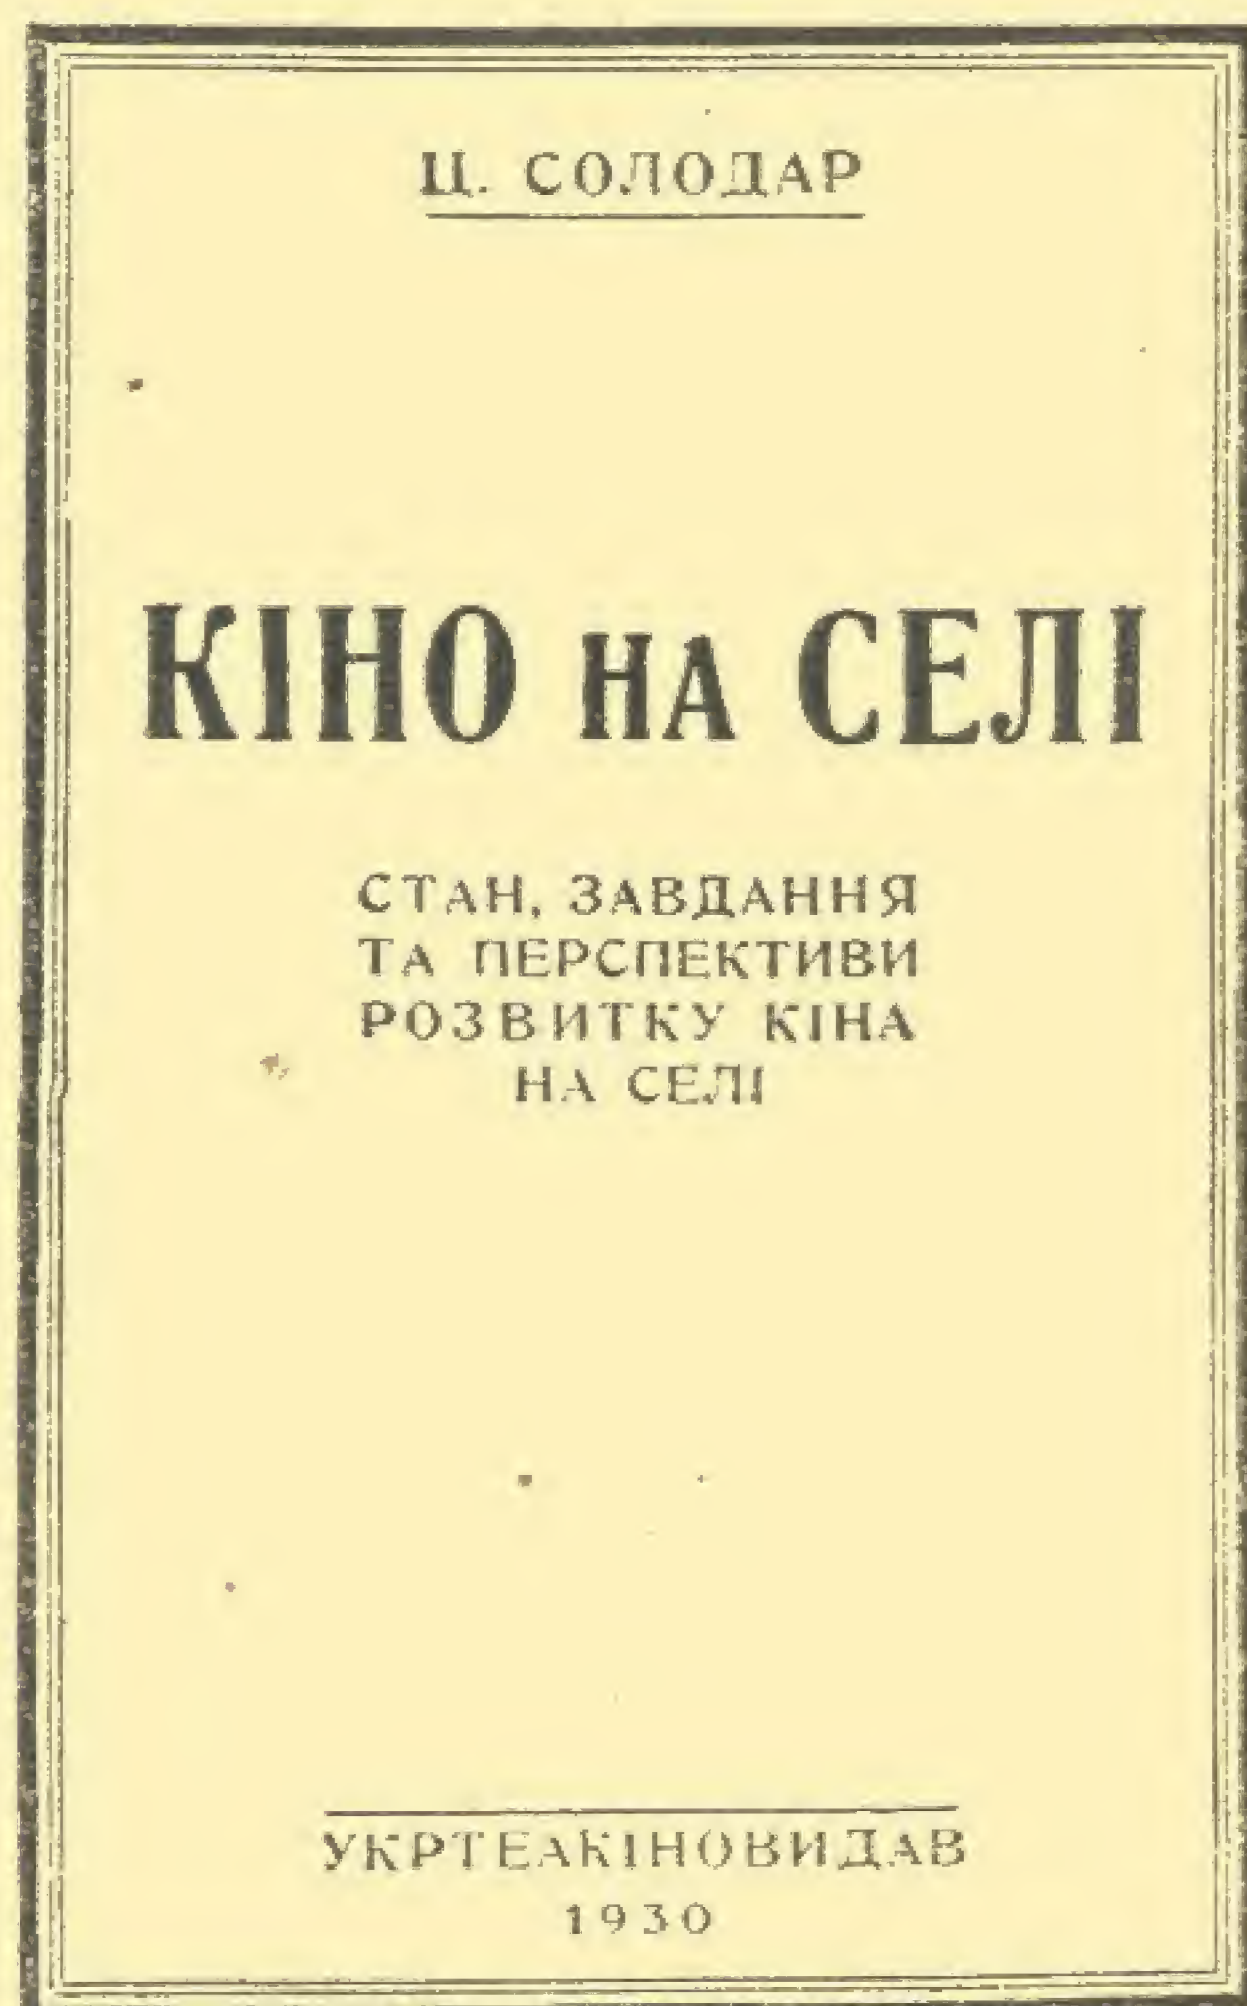 Ц. СОЛОДАР
КІНО НА СЕЛІ
СТАН, ЗАВДАННЯ
ТА ПЕРСПЕКТИВИ
РОЗВИТКУ КІНА
НА СЕЛІ
УКРТЕАКІНОВИДАВ
1930